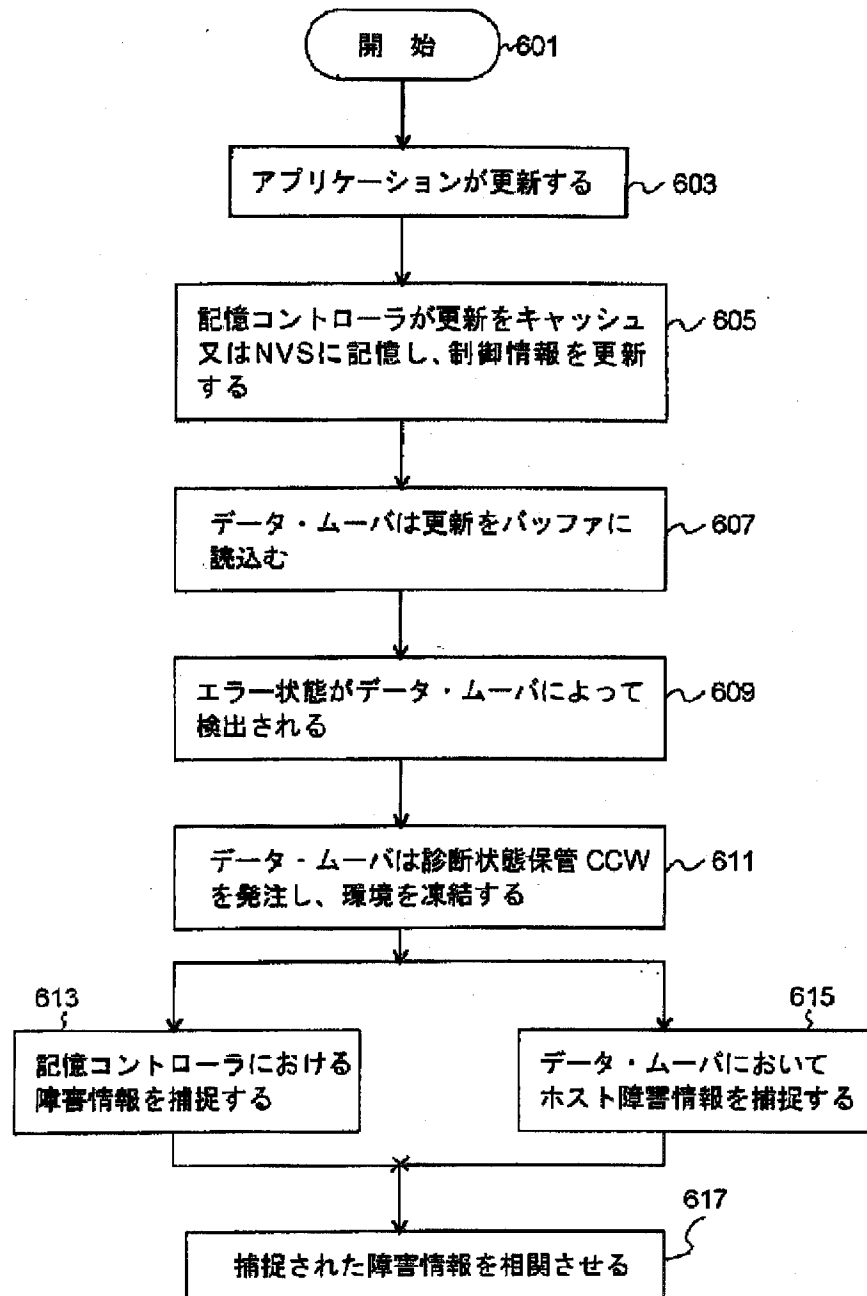 開 始
601
アプリケーションが更新する
603
記憶コントローラが更新をキャッシュ
又はNVSに記憶し、制御情報を更新
する
605
データ・ムーバは更新をバッファに
読込む
607
エラー状態がデータ・ムーバによって
検出される
609
データ・ムーバは診断状態保管 CCW
を発注し、環境を凍結する
611
613
記憶コントローラにおける
障害情報を捕捉する
615
データ・ムーバにおいて
ホスト障害情報を捕捉する
617
捕捉された障害情報を相関させる